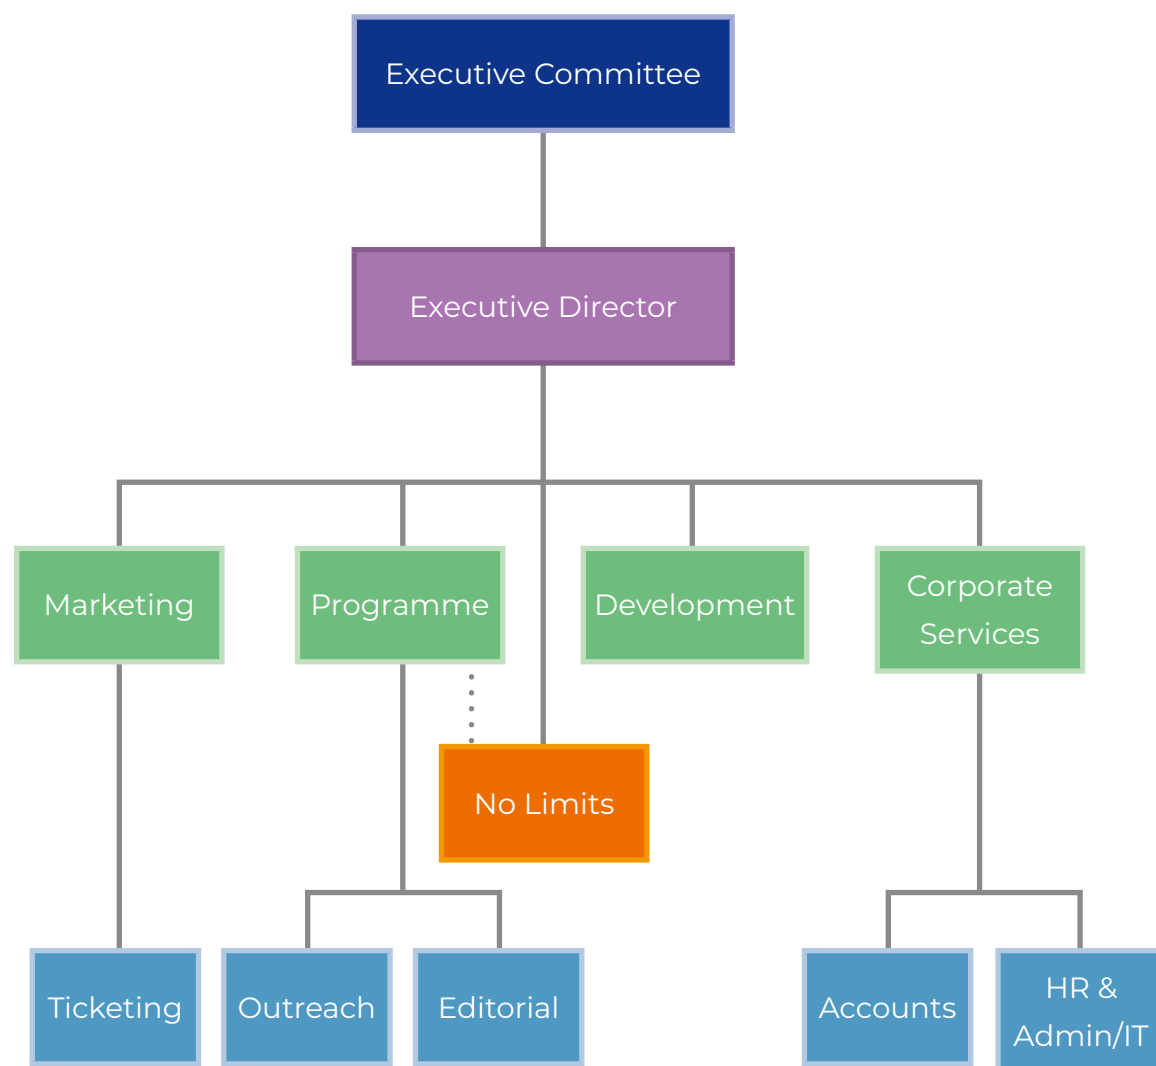 Executive Committee
Executive Director
Marketing
Programme
Development
Corporate
Services
No Limits
Ticketing
Outreach
Editorial
Accounts
HR &
Admin/IT